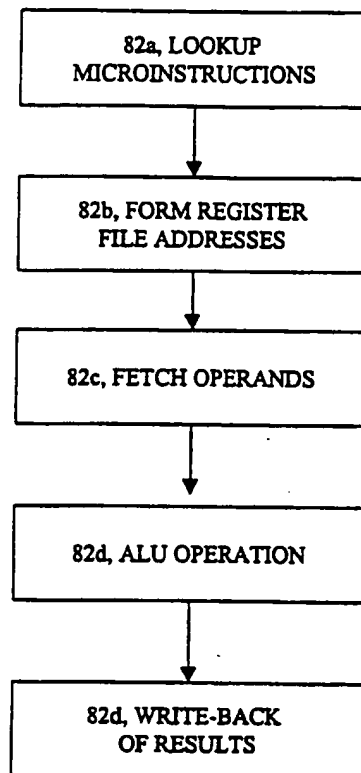 82a, LOOKUP
MICROINSTRUCTIONS
82b, FORM REGISTER
FILE ADDRESSES
82c, FETCH OPERANDS
82d, ALU OPERATION
82d, WRITE-BACK
OF RESULTS